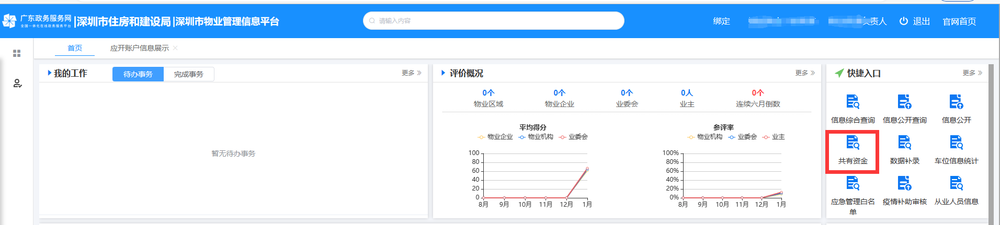 广东政务服务网
全国一体化在线政务服务平台
|深圳市住房和建设局|深圳市物业管理信息平台
请输入内容
绑定
负责人
退出
官网首页
首页
应开账户信息展示 ×
我的工作
待办事务
完成事务
更多 »
暂无待办事务
评价概况
更多 »
0个 0个 0个 0人 0个
物业区域 物业企业 业委会 业主 连续六月倒数
平均得分
物业企业 物业机构 业委会
100
80
60
40
20
0
8月 9月 10月 11月 12月 1月
参评率
物业机构 业委会 业主
100%
80%
60%
40%
20%
0%
8月 9月 10月 11月 12月 1月
快捷入口
更多 »
信息综合查询 信息公开查询 信息公开
共有资金 数据补录 车位信息统计
应急管理白名 疫情补助审核 从业人员信息
单